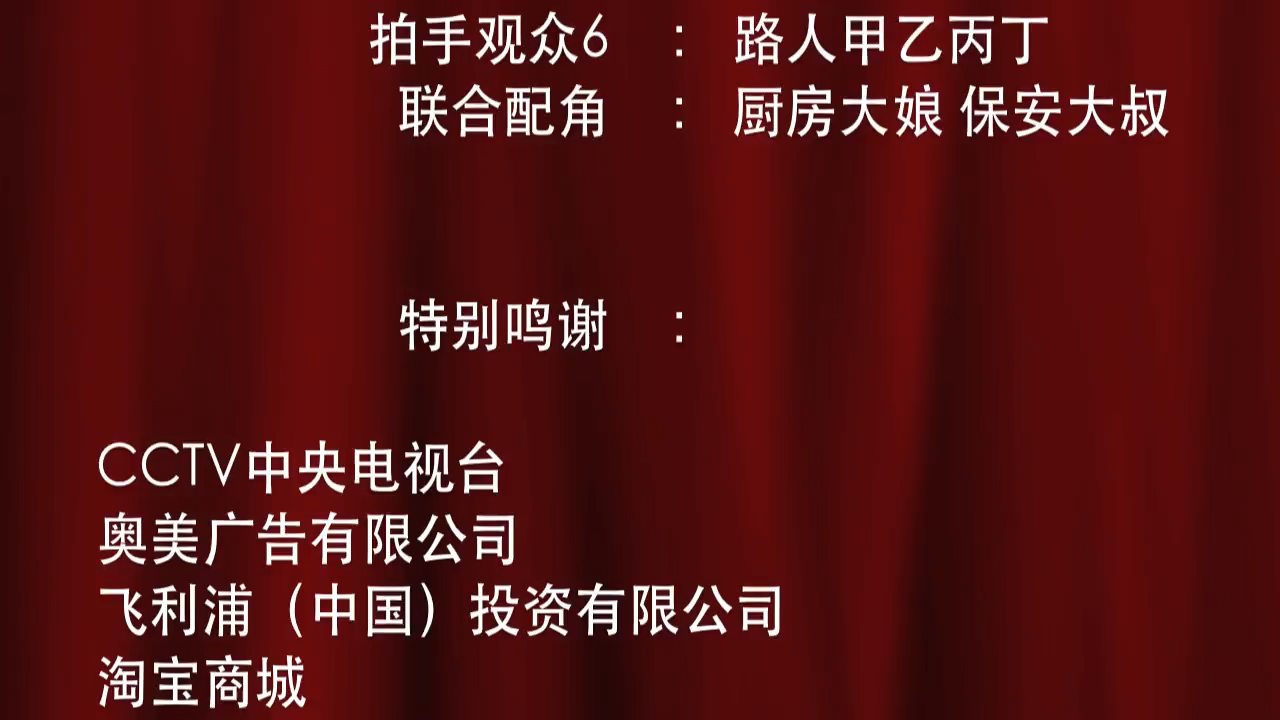 拍手观众6 : 路人甲乙丙丁
联合配角 : 厨房大娘 保安大叔
特别鸣谢 :
CCTV中央电视台
奥美广告有限公司
飞利浦（中国）投资有限公司
淘宝商城